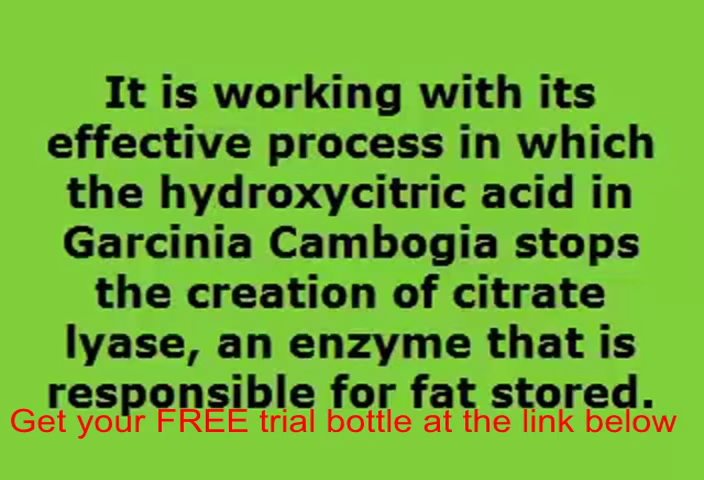 It is working with its
effective process in which
the hydroxycitric acid in
Garcinia Cambogia stops
the creation of citrate
lyase, an enzyme that is
responsible for fat stored.
Get your FREE trial bottle at the link below